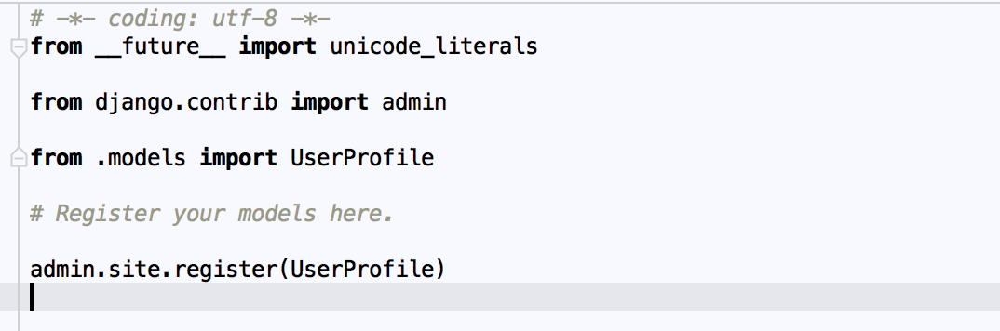 # -*- coding: utf-8 -*-
from __future__ import unicode_literals
from django.contrib import admin
from .models import UserProfile
# Register your models here.
admin.site.register(UserProfile)